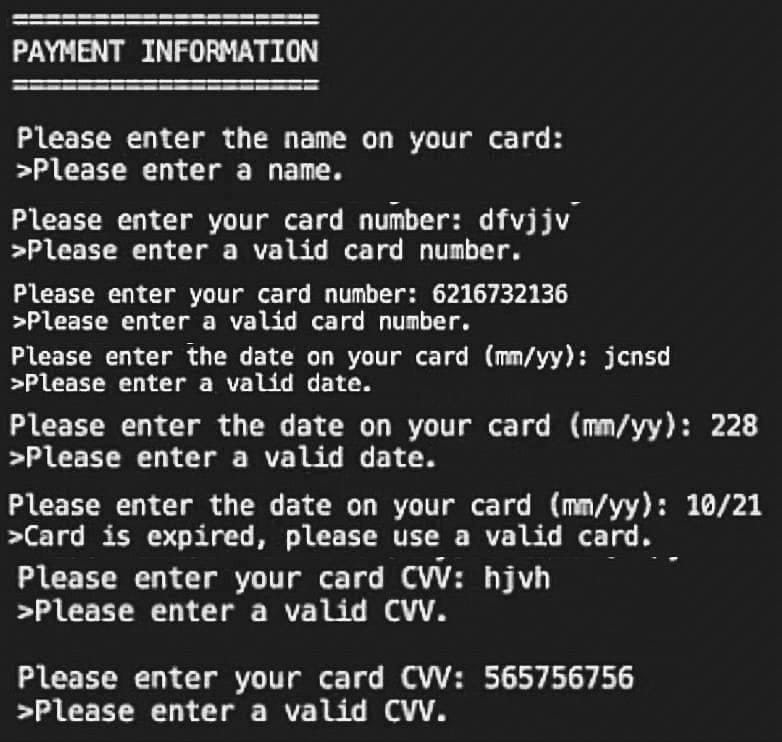 ====================
PAYMENT INFORMATION
====================
Please enter the name on your card:
>Please enter a name.
Please enter your card number: dfvjjv
>Please enter a valid card number.
Please enter your card number: 6216732136
>Please enter a valid card number.
Please enter the date on your card (mm/yy): jcnsd
>Please enter a valid date.
Please enter the date on your card (mm/yy): 228
>Please enter a valid date.
Please enter the date on your card (mm/yy): 10/21
>Card is expired, please use a valid card.
Please enter your card CVV: hjvh
>Please enter a valid CVV.
Please enter your card CVV: 565756756
>Please enter a valid CVV.